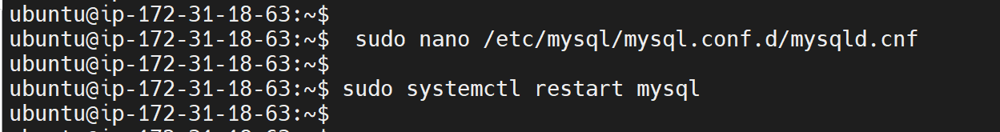 ubuntu@ip-172-31-18-63:~$
ubuntu@ip-172-31-18-63:~$  sudo nano /etc/mysql/mysql.conf.d/mysqld.cnf
ubuntu@ip-172-31-18-63:~$
ubuntu@ip-172-31-18-63:~$ sudo systemctl restart mysql
ubuntu@ip-172-31-18-63:~$